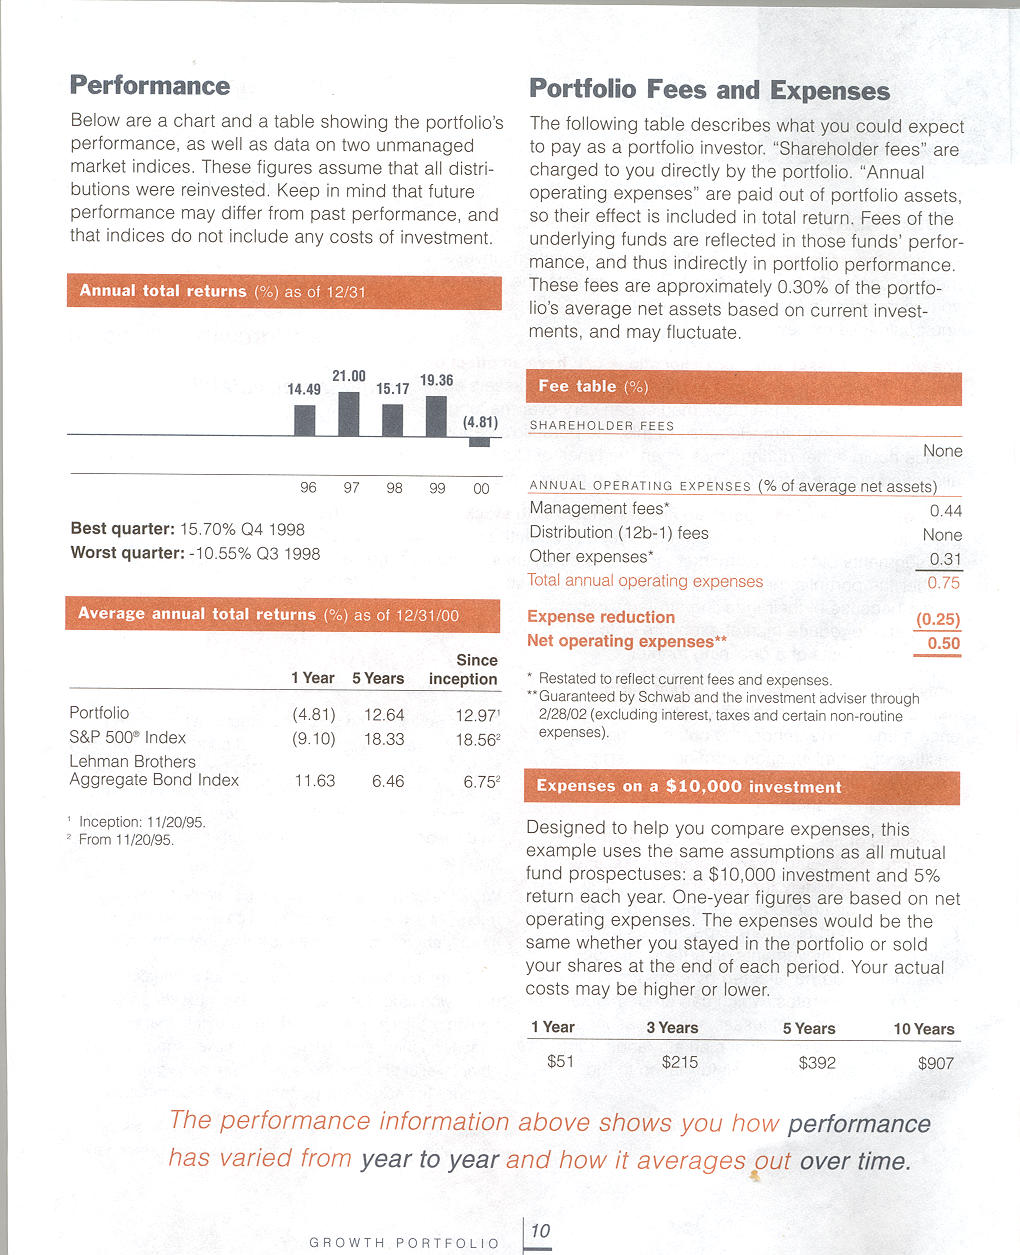 Performance
Below are a chart and a table showing the portfolio's
performance, as well as data on two unmanaged
market indices. These figures assume that all distri-
butions were reinvested. Keep in mind that future
performance may differ from past performance, and
that indices do not include any costs of investment.
Annual total returns (%) as of 12/31
14.49 21.00 15.17 19.36 (4.81)
96 97 98 99 00
Best quarter: 15.70% Q4 1998
Worst quarter: -10.55% Q3 1998
Average annual total returns (%) as of 12/31/00
Since
1 Year 5 Years inception
Portfolio (4.81) 12.64 12.97¹
S&P 500® Index (9.10) 18.33 18.56²
Lehman Brothers
Aggregate Bond Index 11.63 6.46 6.75²
¹ Inception: 11/20/95.
² From 11/20/95.
Portfolio Fees and Expenses
The following table describes what you could expect
to pay as a portfolio investor. “Shareholder fees” are
charged to you directly by the portfolio. “Annual
operating expenses” are paid out of portfolio assets,
so their effect is included in total return. Fees of the
underlying funds are reflected in those funds' perfor-
mance, and thus indirectly in portfolio performance.
These fees are approximately 0.30% of the portfo-
lio's average net assets based on current invest-
ments, and may fluctuate.
Fee table (%)
SHAREHOLDER FEES
None
ANNUAL OPERATING EXPENSES (% of average net assets)
Management fees* 0.44
Distribution (12b-1) fees None
Other expenses* 0.31
Total annual operating expenses 0.75
Expense reduction (0.25)
Net operating expenses** 0.50
* Restated to reflect current fees and expenses.
**Guaranteed by Schwab and the investment adviser through
2/28/02 (excluding interest, taxes and certain non-routine
expenses).
Expenses on a $10,000 investment
Designed to help you compare expenses, this
example uses the same assumptions as all mutual
fund prospectuses: a $10,000 investment and 5%
return each year. One-year figures are based on net
operating expenses. The expenses would be the
same whether you stayed in the portfolio or sold
your shares at the end of each period. Your actual
costs may be higher or lower.
1 Year 3 Years 5 Years 10 Years
$51 $215 $392 $907
The performance information above shows you how performance
has varied from year to year and how it averages out over time.
GROWTH PORTFOLIO 10